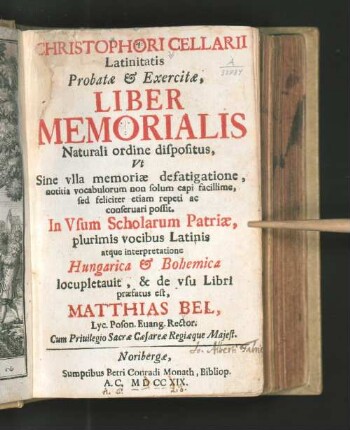 CHRISTOPHORI CELLARII
Latinitatis
Probatæ & Exercitæ,
LIBER
MEMORIALIS
Naturali ordine dispositus,
Vt
Sine vlla memoriæ defatigatione,
notitia vocabulorum non solum capi facillime,
sed feliciter etiam repeti ac
conseruari possit.
In Vsum Scholarum Patriæ,
plurimis vocibus Latinis
atque interpretatione
Hungarica & Bohemica
locupletauit, & de vsu Libri
præfatus est,
MATTHIAS BEL,
Lyc. Poson. Euang. Rector.
Cum Priuilegio Sacræ Cæsareæ Regiæque Majest.
Noribergæ,
Sumptibus Petri Conradi Monath, Bibliop.
A. C. MDCCXIX.